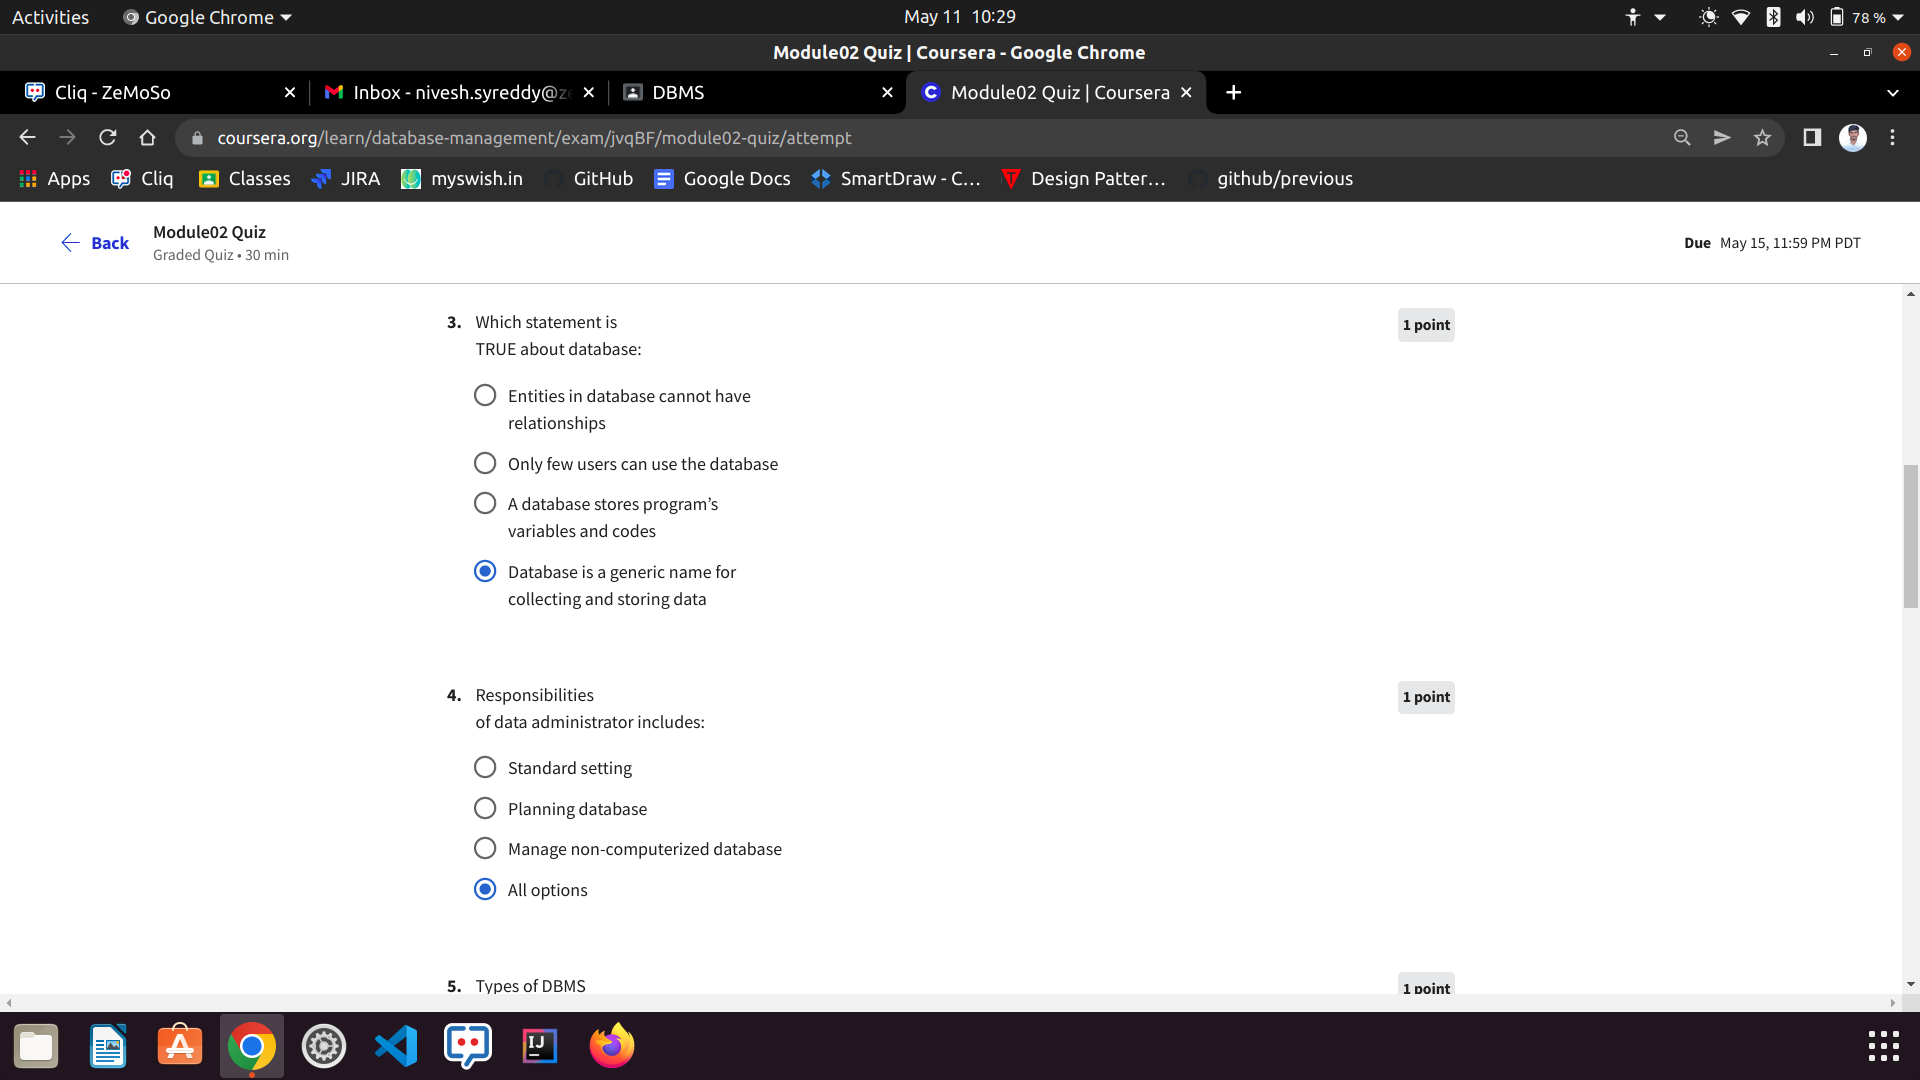 Activities
Google Chrome
May 11 10:29
78 %
Module02 Quiz | Coursera - Google Chrome
Cliq - ZeMoSo
Inbox - nivesh.syreddy@ze
DBMS
Module02 Quiz | Coursera
coursera.org/learn/database-management/exam/jvqBF/module02-quiz/attempt
Apps
Cliq
Classes
JIRA
myswish.in
GitHub
Google Docs
SmartDraw - C...
Design Patter...
github/previous
Back
Module02 Quiz
Graded Quiz • 30 min
Due May 15, 11:59 PM PDT
3. Which statement is
TRUE about database:
1 point
Entities in database cannot have
relationships
Only few users can use the database
A database stores program’s
variables and codes
Database is a generic name for
collecting and storing data
4. Responsibilities
of data administrator includes:
1 point
Standard setting
Planning database
Manage non-computerized database
All options
5. Types of DBMS
1 point
IJ